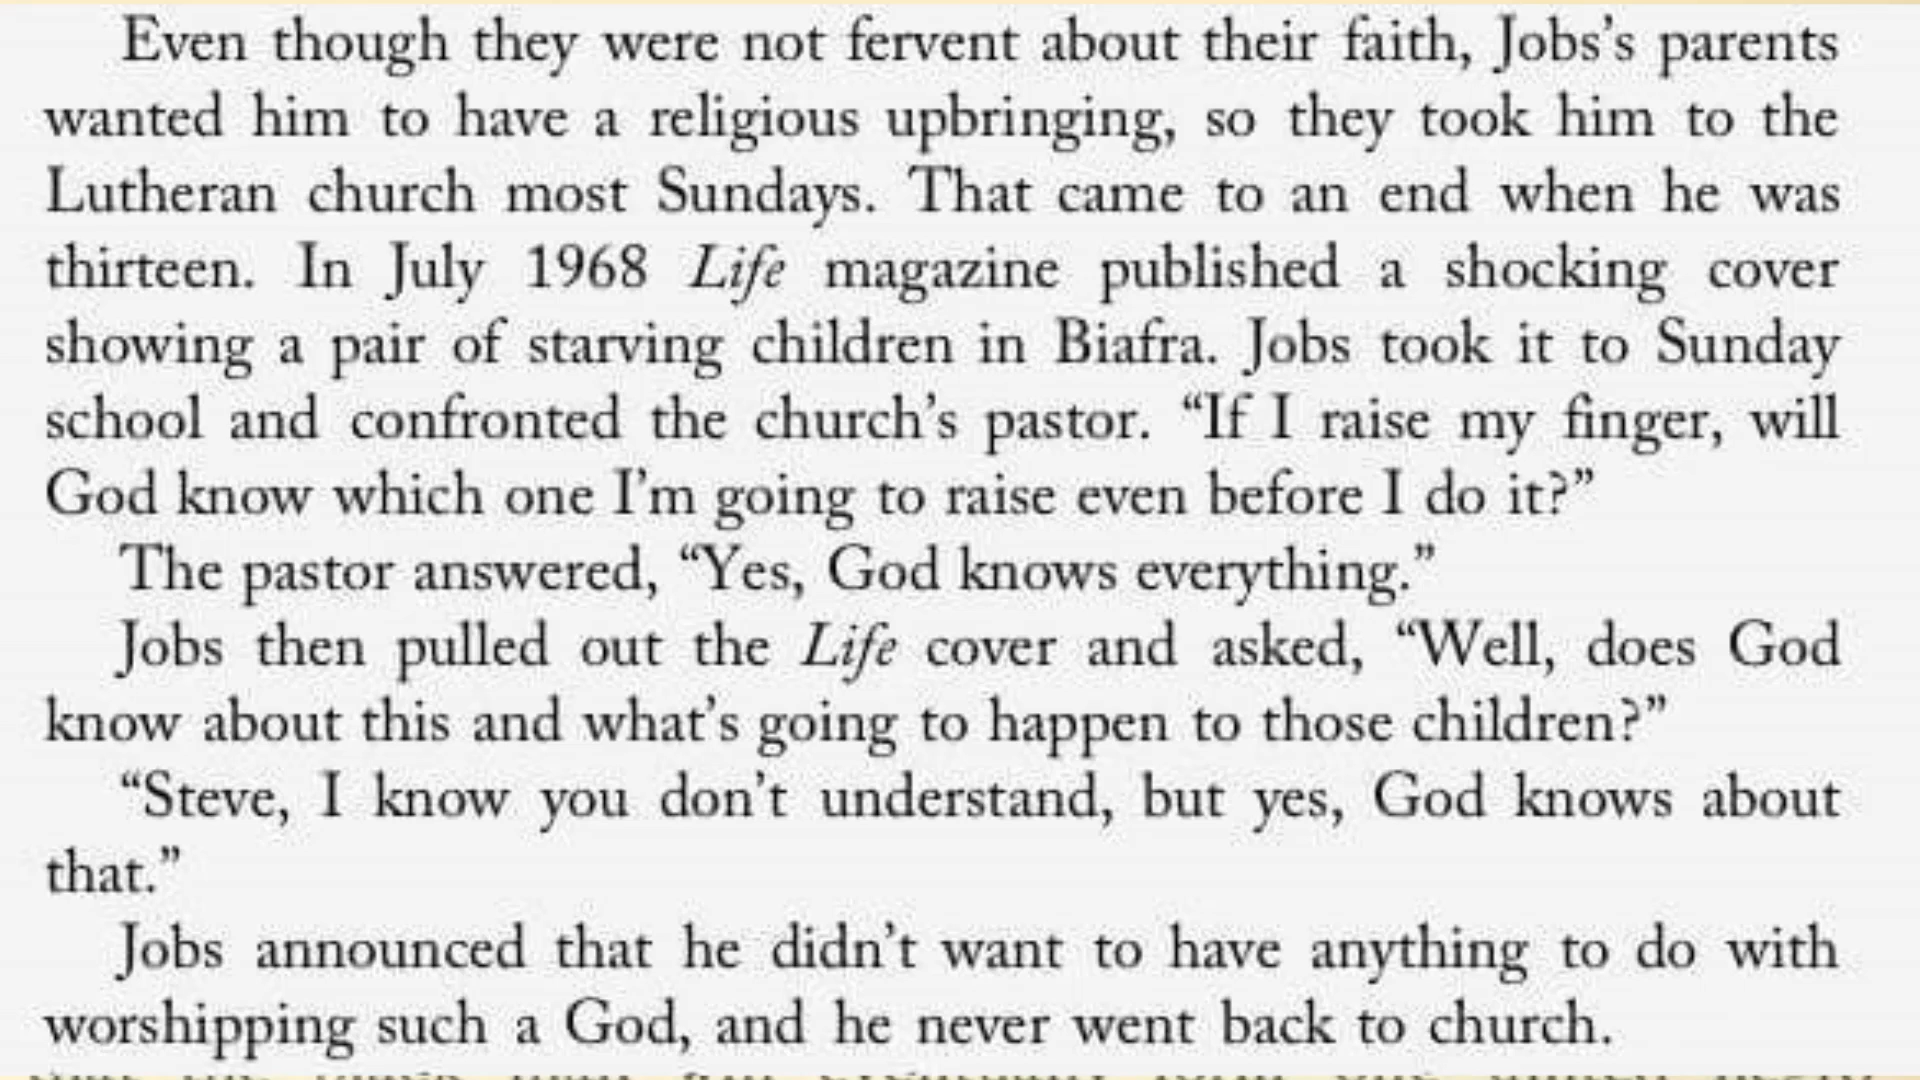 Even though they were not fervent about their faith, Jobs's parents
wanted him to have a religious upbringing, so they took him to the
Lutheran church most Sundays. That came to an end when he was
thirteen. In July 1968 Life magazine published a shocking cover
showing a pair of starving children in Biafra. Jobs took it to Sunday
school and confronted the church's pastor. “If I raise my finger, will
God know which one I'm going to raise even before I do it?”
The pastor answered, “Yes, God knows everything.”
Jobs then pulled out the Life cover and asked, “Well, does God
know about this and what's going to happen to those children?”
“Steve, I know you don't understand, but yes, God knows about
that.”
Jobs announced that he didn't want to have anything to do with
worshipping such a God, and he never went back to church.